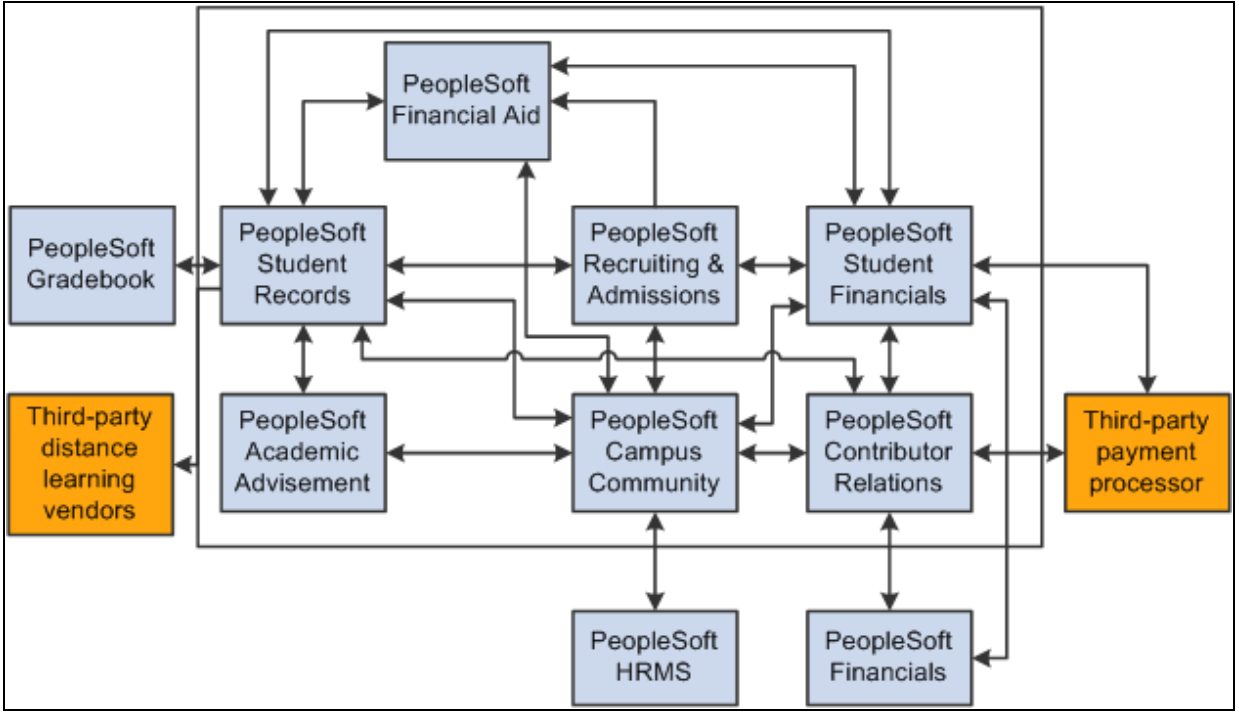 PeopleSoft
Financial Aid
PeopleSoft
Gradebook
PeopleSoft
Student
Records
PeopleSoft
Recruiting &
Admissions
PeopleSoft
Student
Financials
Third-party
distance
learning
vendors
PeopleSoft
Academic
Advisement
PeopleSoft
Campus
Community
PeopleSoft
Contributor
Relations
Third-party
payment
processor
PeopleSoft
HRMS
PeopleSoft
Financials